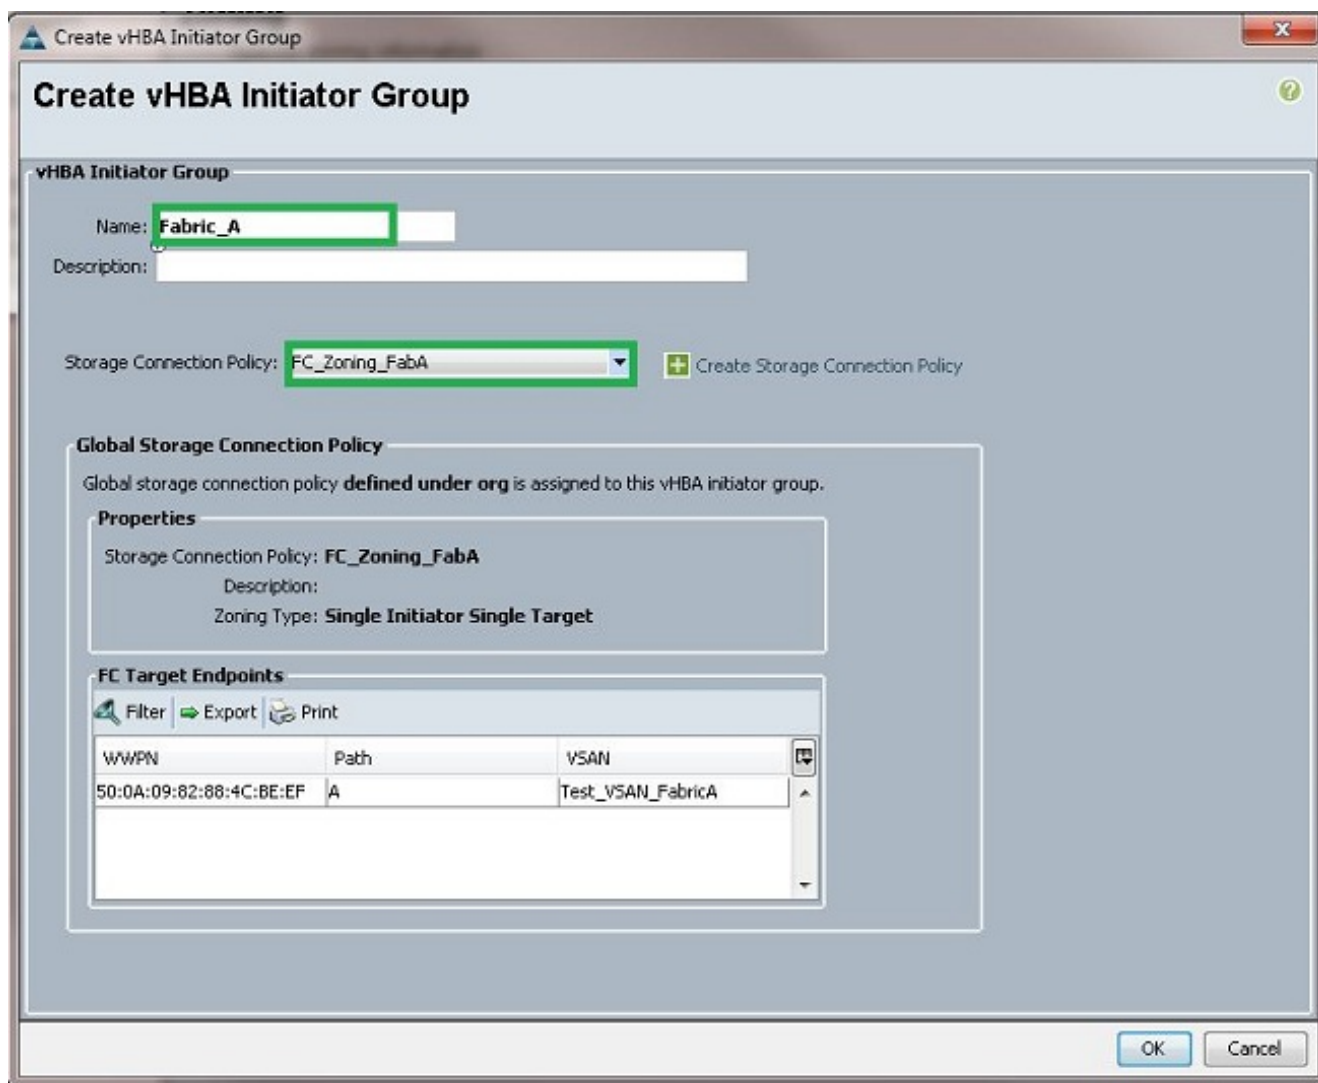 Create vHBA Initiator Group
Create vHBA Initiator Group
vHBA Initiator Group
Name: Fabric_A
Description:
Storage Connection Policy: FC_Zoning_FabA Create Storage Connection Policy
Global Storage Connection Policy
Global storage connection policy defined under org is assigned to this vHBA initiator group.
Properties
Storage Connection Policy: FC_Zoning_FabA
Description:
Zoning Type: Single Initiator Single Target
FC Target Endpoints
Filter Export Print
WWPN Path VSAN
50:0A:09:82:88:4C:BE:EF A Test_VSAN_FabricA
OK Cancel